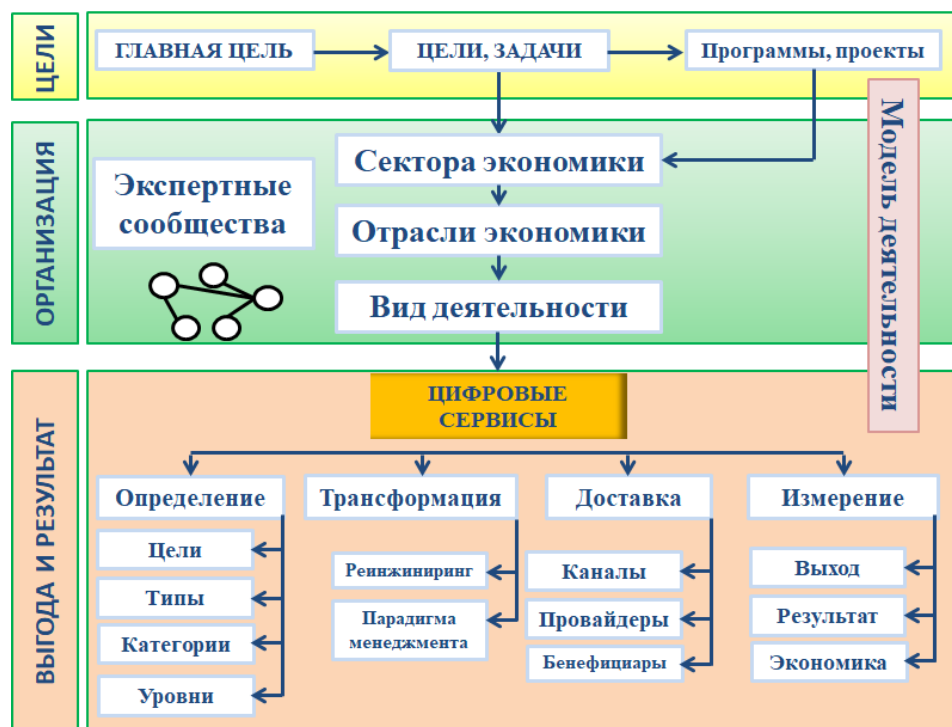 ЦЕЛИ
ГЛАВНАЯ ЦЕЛЬ
ЦЕЛИ, ЗАДАЧИ
Программы, проекты
Модель деятельности
ОРГАНИЗАЦИЯ
Экспертные
сообщества
Сектора экономики
Отрасли экономики
Вид деятельности
ВЫГОДА И РЕЗУЛЬТАТ
ЦИФРОВЫЕ
СЕРВИСЫ
Определение
Цели
Типы
Категории
Уровни
Трансформация
Реинжиниринг
Парадигма
менеджмента
Доставка
Каналы
Провайдеры
Бенефициары
Измерение
Выход
Результат
Экономика